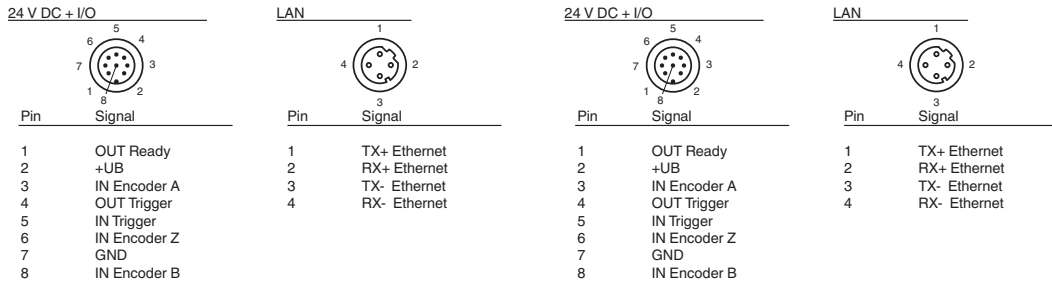 24 V DC + I/O
5
6
4
7
3
1
2
8
Pin Signal
1 OUT Ready
2 +UB
3 IN Encoder A
4 OUT Trigger
5 IN Trigger
6 IN Encoder Z
7 GND
8 IN Encoder B
LAN
1
4
2
3
Pin Signal
1 TX+ Ethernet
2 RX+ Ethernet
3 TX- Ethernet
4 RX- Ethernet
24 V DC + I/O
5
6
4
7
3
1
2
8
Pin Signal
1 OUT Ready
2 +UB
3 IN Encoder A
4 OUT Trigger
5 IN Trigger
6 IN Encoder Z
7 GND
8 IN Encoder B
LAN
1
4
2
3
Pin Signal
1 TX+ Ethernet
2 RX+ Ethernet
3 TX- Ethernet
4 RX- Ethernet